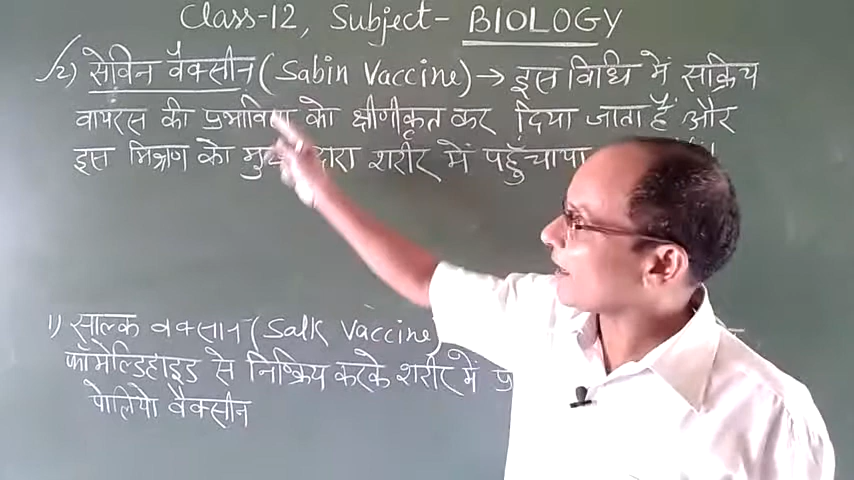 Class-12, Subject- BIOLOGY
2) सेविन वैक्सीन (Sabin Vaccine) → इस विधि में सक्रिय
वायरस की प्रभाविता को क्षीणीकृत कर दिया जाता है और
इस मिश्रण को द्वारा शरीर में पहुँचाया
1) साल्क वक्सान (Salk Vaccine)
फॉर्मेल्डिहाइड से निष्क्रिय करके शरीर में
पोलियो वैक्सीन